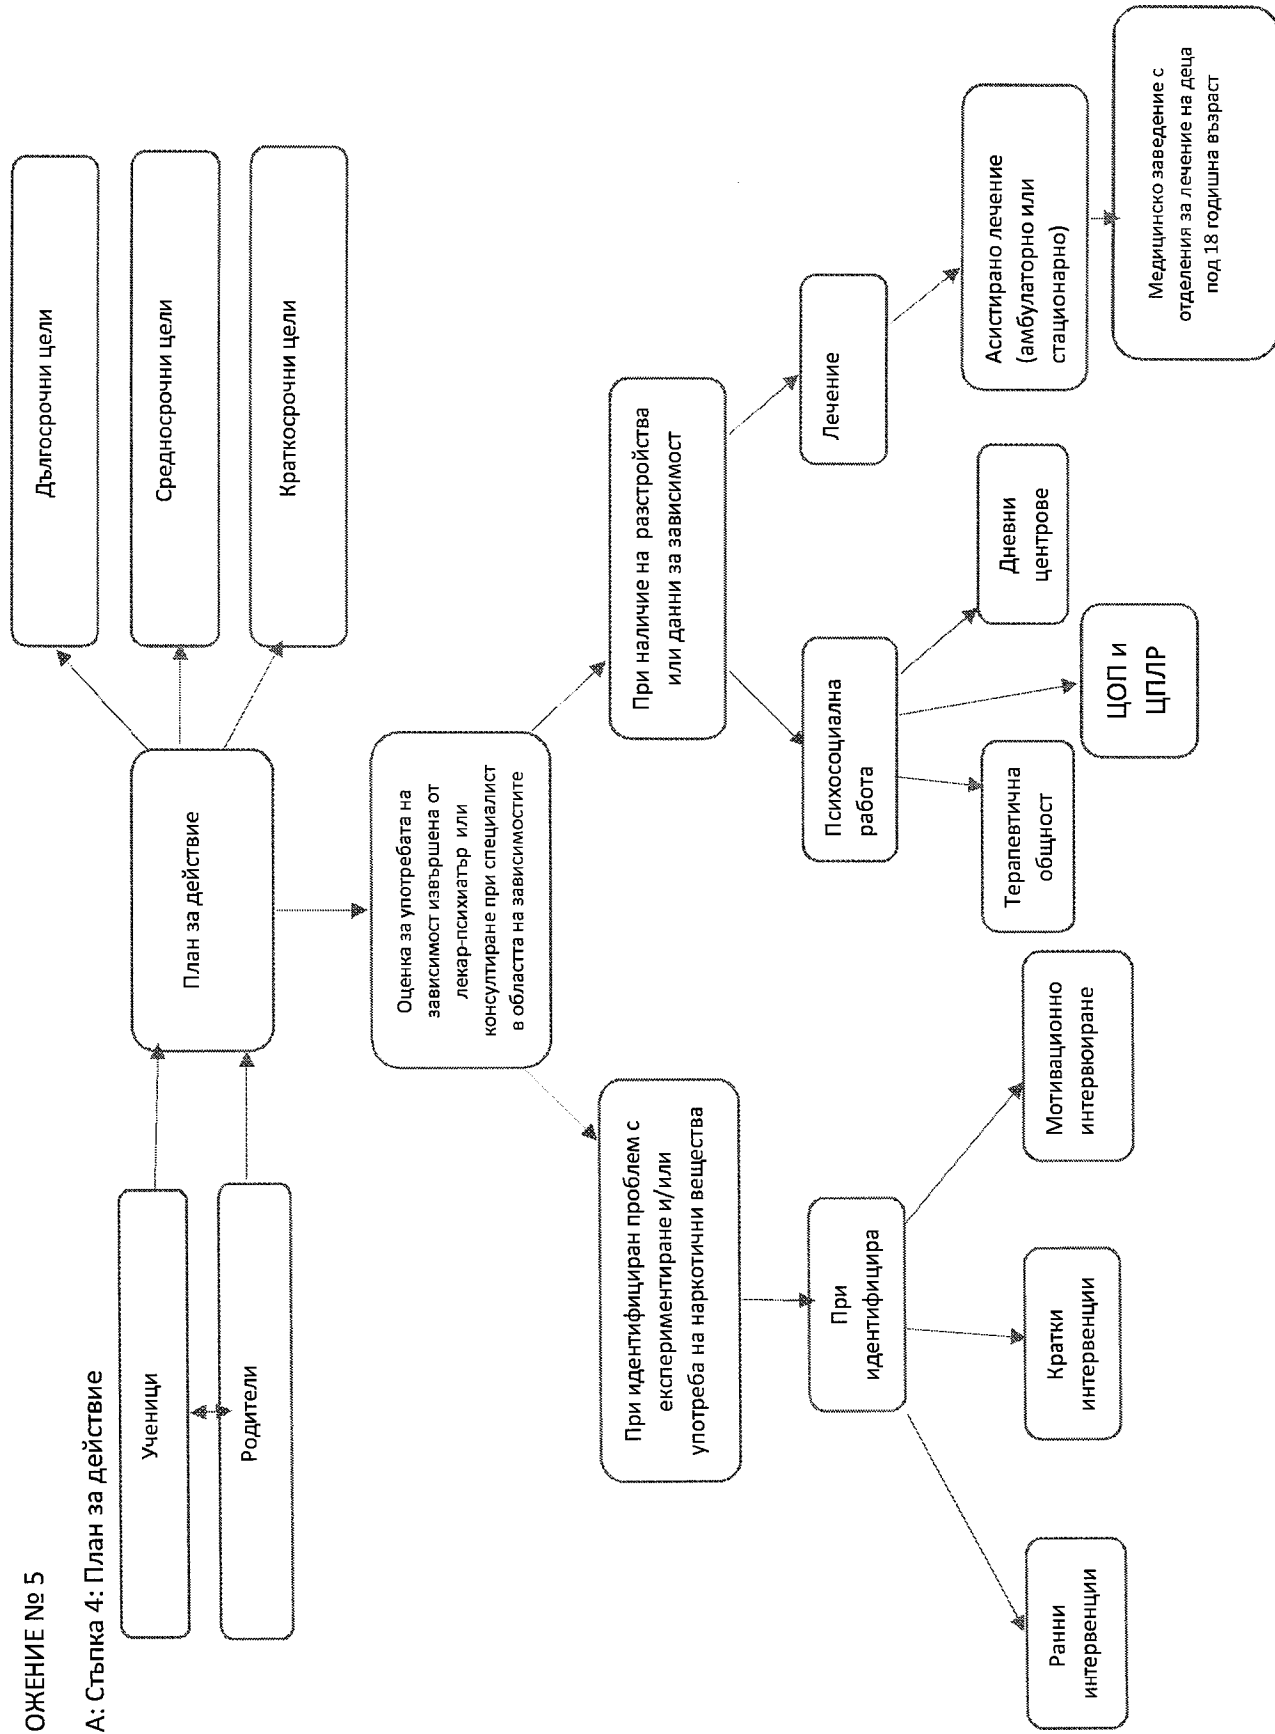 ОЖЕНИЕ № 5
А: Стъпка 4: План за действие
Ученици
Родители
План за действие
Дългосрочни цели
Средносрочни цели
Краткосрочни цели
Оценка за употребата на
зависимост извършена от
лекар-психиатър или
консултиране при специалист
в областта на зависимостите
При идентифициран проблем с
експериментиране и/или
употреба на наркотични вещества
При наличие на разстройства
или данни за зависимост
При
идентифицира
Психосоциална
работа
Лечение
Ранни
интервенции
Кратки
интервенции
Мотивационно
интервюиране
Терапевтична
общност
ЦОП и
ЦПЛР
Дневни
центрове
Асистирано лечение
(амбулаторно или
стационарно)
Медицинско заведение с
отделения за лечение на деца
под 18 годишна възраст